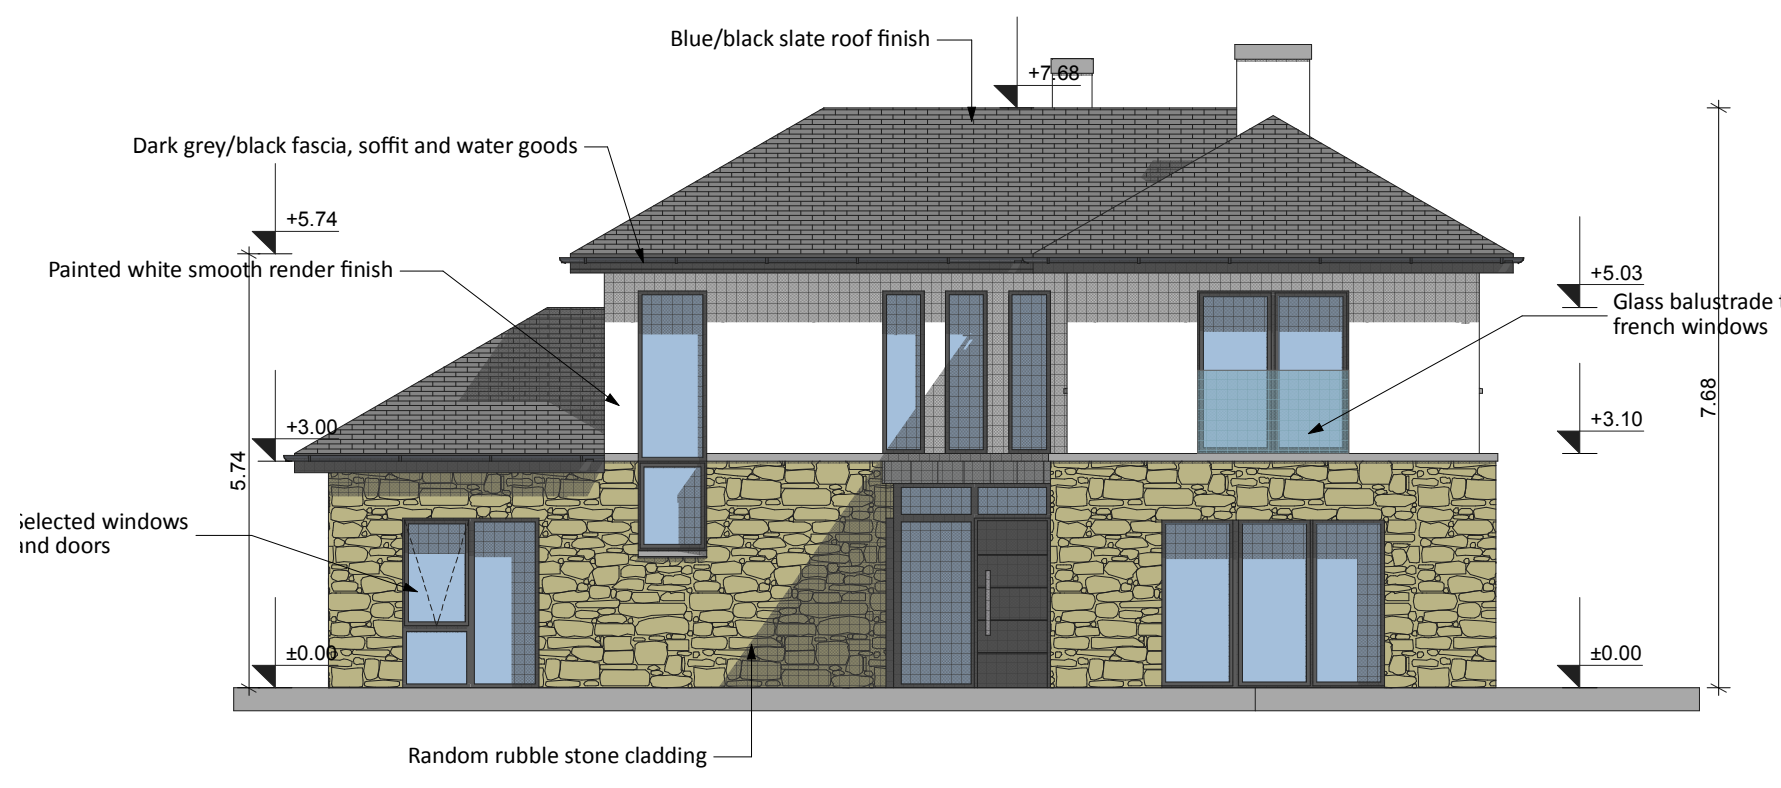 Blue/black slate roof finish
+7.68
Dark grey/black fascia, soffit and water goods
+5.74
Painted white smooth render finish
+5.03
Glass balustrade
french windows
+3.00
+3.10
7.68
5.74
windows
and doors
±0.00
±0.00
Random rubble stone cladding